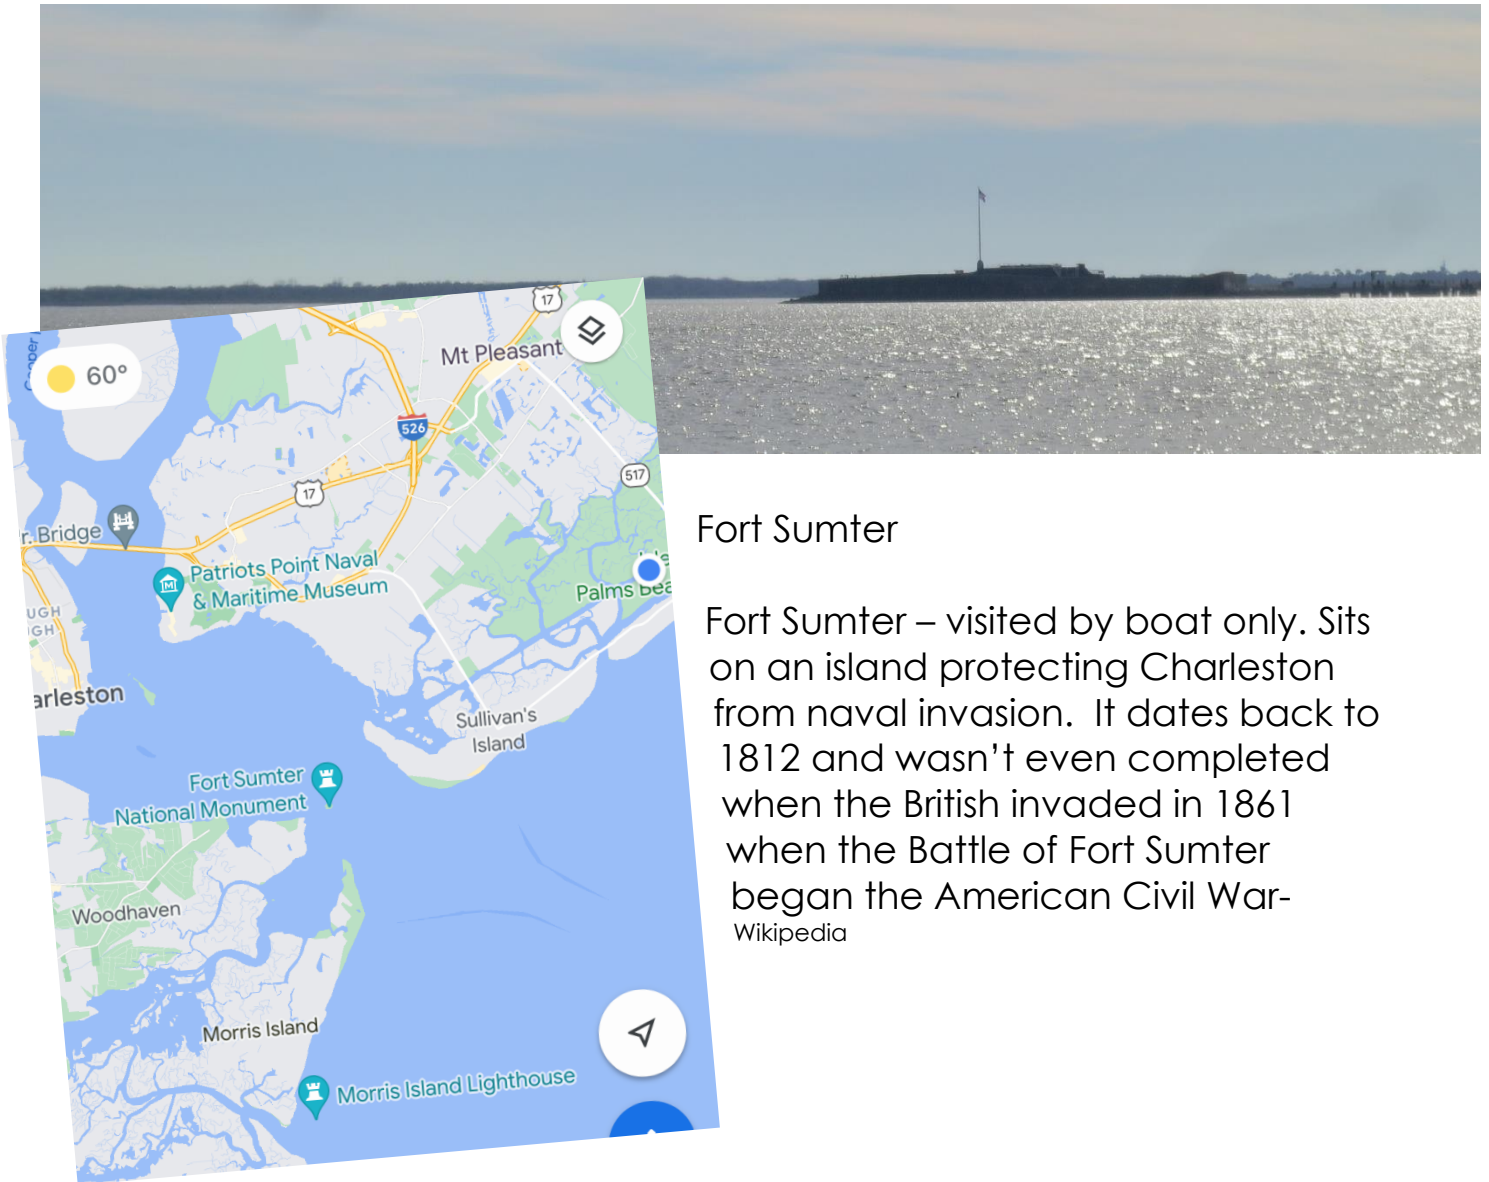 17
Mt Pleasant
60°
526
517
17
r. Bridge
Patriots Point Naval
& Maritime Museum
Palms Bea
arleston
Sullivan's
Island
Fort Sumter
National Monument
Woodhaven
Morris Island
Morris Island Lighthouse
Fort Sumter
Fort Sumter – visited by boat only. Sits
on an island protecting Charleston
from naval invasion.  It dates back to
1812 and wasn’t even completed
when the British invaded in 1861
when the Battle of Fort Sumter
began the American Civil War-
Wikipedia